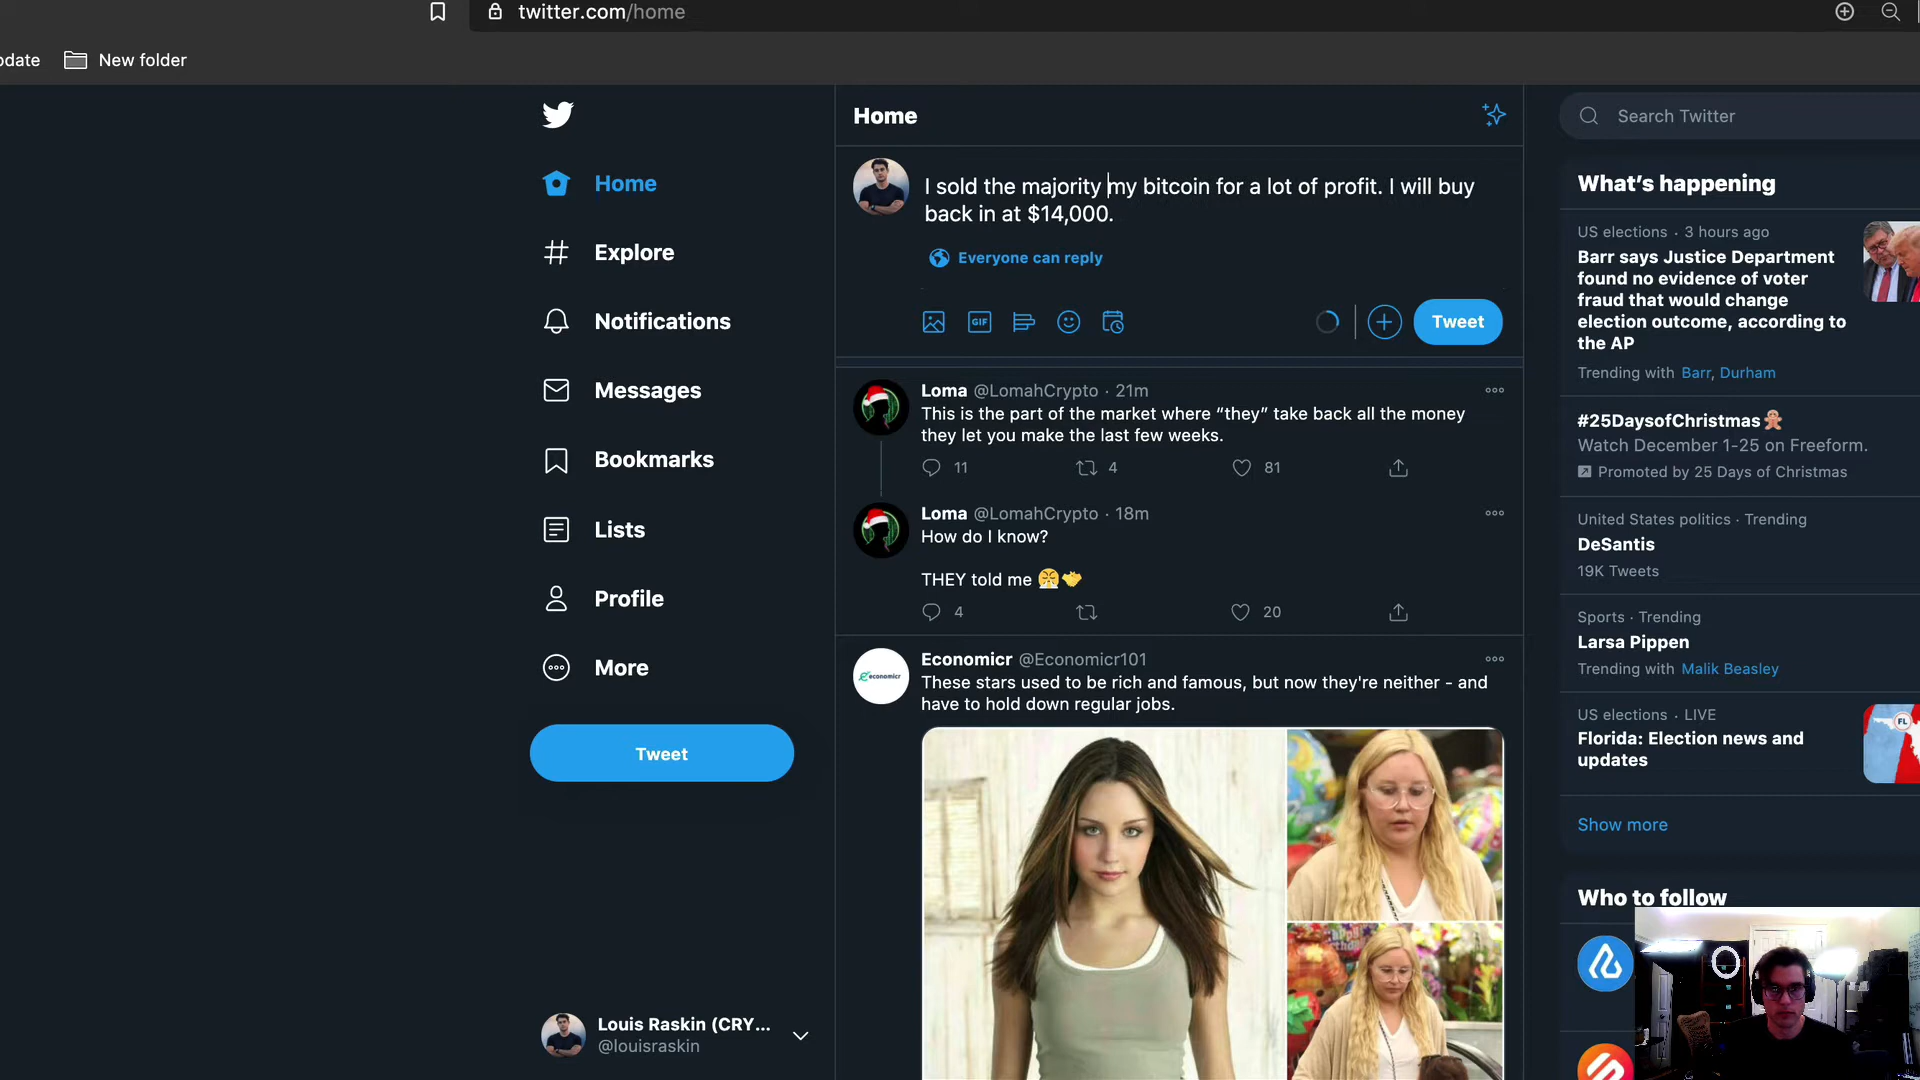 twitter.com/home
pdate
New folder
Home
Explore
Notifications
Messages
Bookmarks
Lists
Profile
More
Tweet
Louis Raskin (CRY...
@louisraskin
Home
I sold the majority my bitcoin for a lot of profit. I will buy
back in at $14,000.
Everyone can reply
GIF
Tweet
Loma @LomahCrypto · 21m
This is the part of the market where “they” take back all the money
they let you make the last few weeks.
11 4 81
Loma @LomahCrypto · 18m
How do I know?
THEY told me 😤🤝
4 20
economicr
Economicr @Economicr101
These stars used to be rich and famous, but now they're neither - and
have to hold down regular jobs.
Search Twitter
What’s happening
US elections · 3 hours ago
Barr says Justice Department
found no evidence of voter
fraud that would change
election outcome, according to
the AP
Trending with Barr, Durham
#25DaysofChristmas
Watch December 1-25 on Freeform.
Promoted by 25 Days of Christmas
United States politics · Trending
DeSantis
19K Tweets
Sports · Trending
Larsa Pippen
Trending with Malik Beasley
US elections · LIVE
Florida: Election news and
updates
FL
Show more
Who to follow